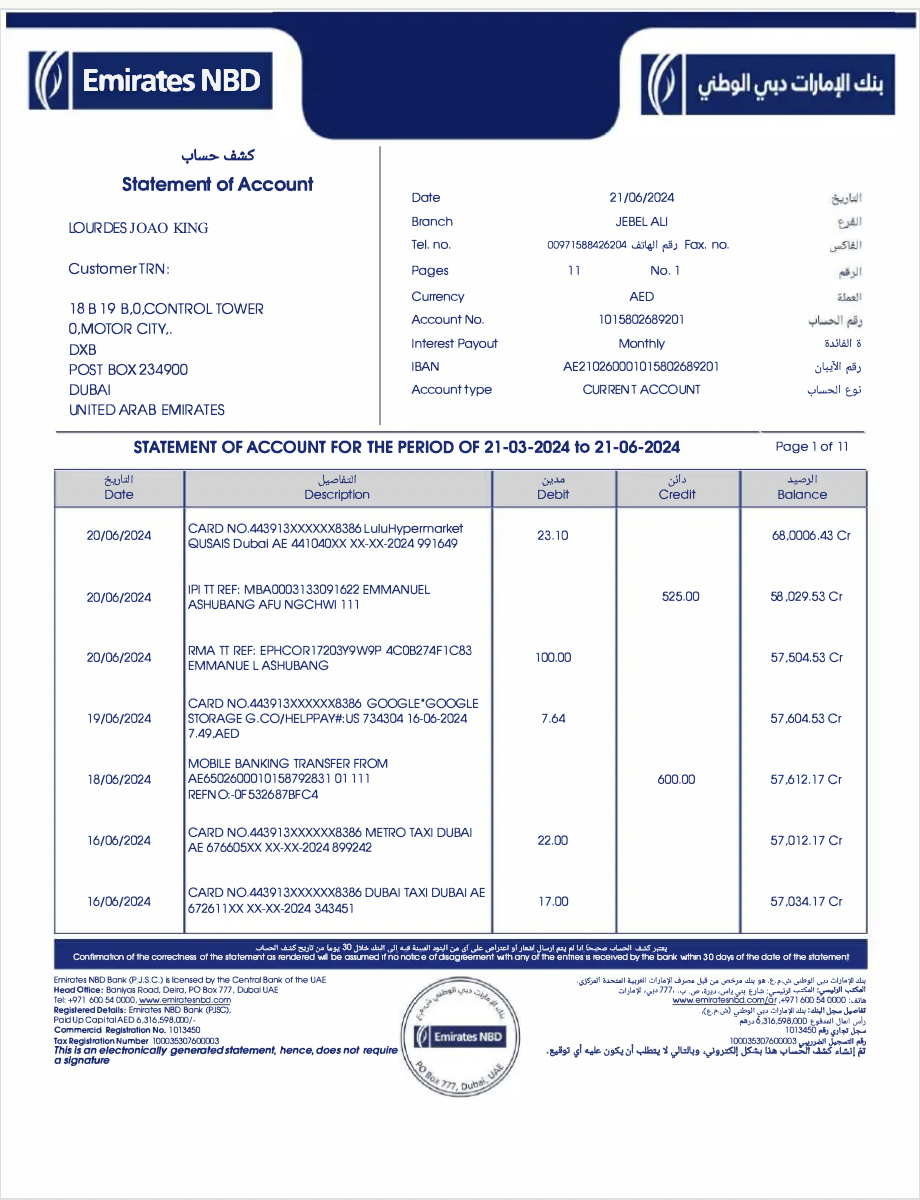 Emirates NBD
بنك الإمارات دبي الوطني
كشف حساب
Statement of Account
LOURDES JOAO KING
CustomerTRN:
18 B 19 B,0,CONTROL TOWER
0,MOTOR CITY,.
DXB
POST BOX 234900
DUBAI
UNITED ARAB EMIRATES
Date 21/06/2024 التاريخ
Branch JEBEL ALI الفرع
Tel. no. 00971588426204 رقم الهاتف Fax. no. الفاكس
Pages 11 No. 1 الرقم
Currency AED العملة
Account No. 1015802689201 رقم الحساب
Interest Payout Monthly ة الفائدة
IBAN AE210260001015802689201 رقم الآيبان
Account type CURRENT ACCOUNT نوع الحساب
STATEMENT OF ACCOUNT FOR THE PERIOD OF 21-03-2024 to 21-06-2024 Page 1 of 11
التاريخ التفاصيل مدين دائن الرصيد
Date Description Debit Credit Balance
20/06/2024 CARD NO.443913XXXXXX8386 LuluHypermarket
QUSAIS Dubai AE 441040XX XX-XX-2024 991649 23.10 68,0006.43 Cr
20/06/2024 IPI TT REF: MBA0003133091622 EMMANUEL
ASHUBANG AFU NGCHWI 111 525.00 58,029.53 Cr
20/06/2024 RMA TT REF: EPHCOR17203Y9W9P 4C0B274F1C83
EMMANUE L ASHUBANG 100.00 57,504.53 Cr
19/06/2024 CARD NO.443913XXXXXX8386 GOOGLE*GOOGLE
STORAGE G.CO/HELPPAY#:US 734304 16-06-2024
7.49,AED 7.64 57,604.53 Cr
18/06/2024 MOBILE BANKING TRANSFER FROM
AE6502600010158792831 01 111
REFNO:-0F532687BFC4 600.00 57,612.17 Cr
16/06/2024 CARD NO.443913XXXXXX8386 METRO TAXI DUBAI
AE 676605XX XX-XX-2024 899242 22.00 57,012.17 Cr
16/06/2024 CARD NO.443913XXXXXX8386 DUBAI TAXI DUBAI AE
672611XX XX-XX-2024 343451 17.00 57,034.17 Cr
يعتبر كشف الحساب صحيحا إذا لم يتم ارسال اشعار أو اعتراض على أي من البنود المبينة فيه إلى البنك خلال 30 يوما من تاريخ كشف الحساب
Confirmation of the correctness of the statement as rendered will be assumed if no notice of disagreement with any of the entries is received by the bank within 30 days of the date of the statement
Emirates NBD Bank (P.J.S.C.) is licensed by the Central Bank of the UAE
Head Office: Baniyas Road, Deira, PO Box 777, Dubai UAE
Tel: +971 600 54 0000, www.emiratesnbd.com
Registered Details: Emirates NBD Bank (PJSC),
Paid Up Capital AED 6,316,598,000/-
Commercial Registration No. 1013450
Tax Registration Number 100035307600003
This is an electronically generated statement, hence, does not require
a signature
بنك الإمارات دبي الوطني (ش.م.ع)
Emirates NBD
PO Box 777, Dubai, UAE
بنك الإمارات دبي الوطني ش.م.ع. هو بنك مرخص من قبل مصرف الإمارات العربية المتحدة المركزي.
المكتب الرئيسي: المكتب الرئيسي: شارع بني ياس، ديرة، ص. ب. ،777 دبي، الإمارات
هاتف: 0000 54 600 971+, www.emiratesnbd.com/ar
تفاصيل سجل البنك: بنك الإمارات دبي الوطني (ش.م.ع)،
رأس المال المدفوع 6,316,598,000 درهم
سجل تجاري رقم 1013450
رقم التسجيل الضريبي 100035307600003
تم إنشاء كشف الحساب هذا بشكل إلكتروني، وبالتالي لا يتطلب أن يكون عليه أي توقيع.